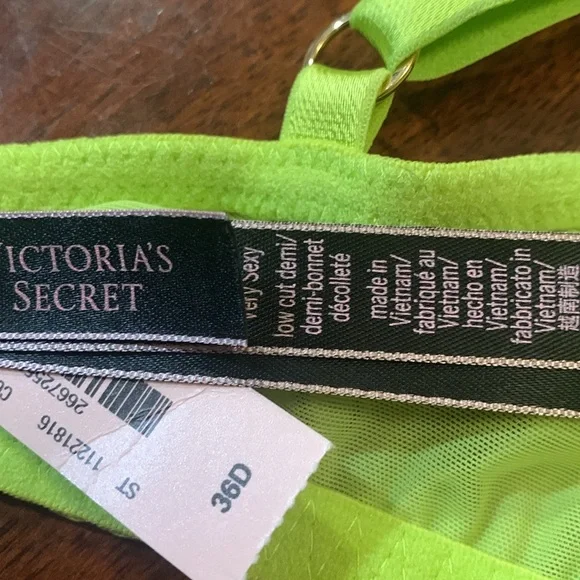 VICTORIA'S
SECRET
very sexy
low cut demi/
demi-bonnet
décolleté
made in
Vietnam/
fabriqué au
Vietnam/
hecho en
Vietnam/
fabricato in
Vietnam/
越南制造
36D
ST 11221816